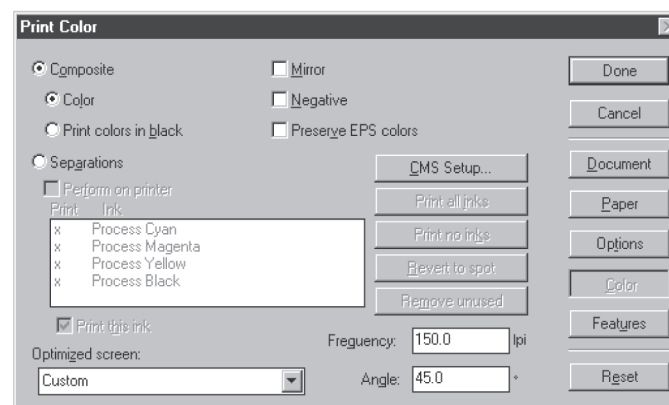 Print Color
Composite
Mirror
Done
Color
Negative
Cancel
Print colors in black
Preserve EPS colors
Separations
CMS Setup...
Document
Perform on printer
Print all inks
Paper
Print Ink
x Process Cyan
Print no inks
x Process Magenta
Options
x Process Yellow
Revert to spot
x Process Black
Color
Remove unused
Print this ink
Features
Freguency: 150.0 lpi
Optimized screen:
Custom
Angle: 45.0 °
Reset